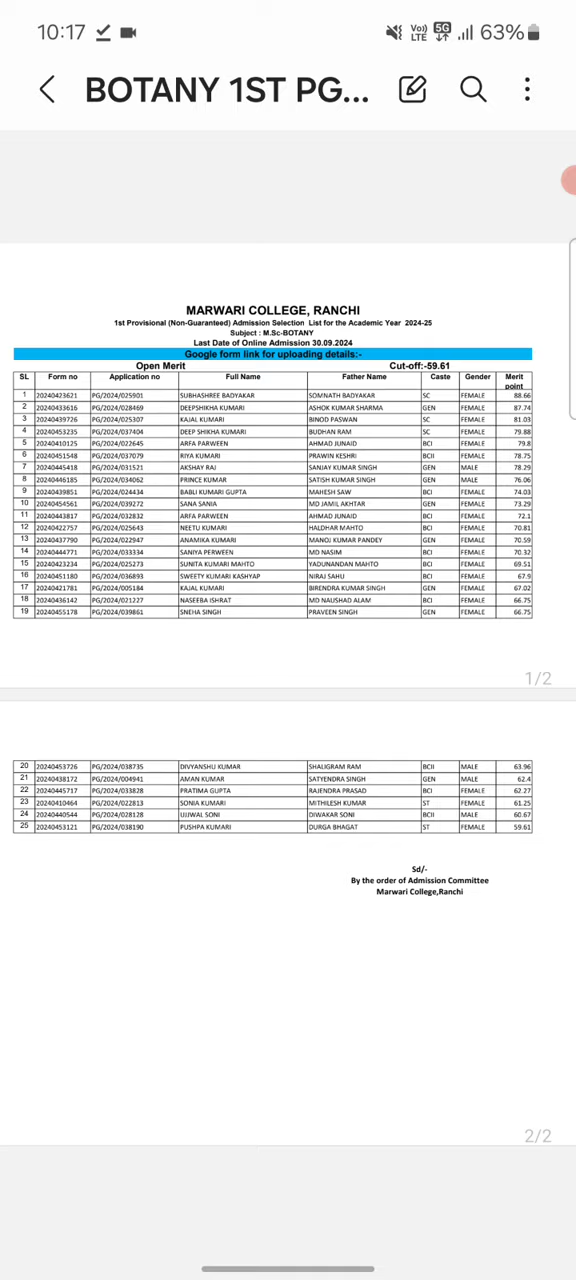 10:17
Vo) LTE 5G 63%
BOTANY 1ST PG...
MARWARI COLLEGE, RANCHI
1st Provisional (Non-Guaranteed) Admission Selection List for the Academic Year 2024-25
Subject : M.Sc-BOTANY
Last Date of Online Admission 30.09.2024
Google form link for uploading details:-
Open Merit Cut-off:-59.61
SL Form no Application no Full Name Father Name Caste Gender Merit point
1 20240423621 PG/2024/025901 SUBHASHREE BADYAKAR SOMNATH BADYAKAR SC FEMALE 88.66
2 20240433616 PG/2024/028469 DEEPSHIKHA KUMARI ASHOK KUMAR SHARMA GEN FEMALE 87.74
3 20240439726 PG/2024/025307 KAJAL KUMARI BINOD PASWAN SC FEMALE 81.03
4 20240453235 PG/2024/037404 DEEP SHIKHA KUMARI BUDHAN RAM SC FEMALE 79.88
5 20240410125 PG/2024/022645 ARFA PARWEEN AHMAD JUNAID BCI FEMALE 79.8
6 20240451548 PG/2024/037079 RIYA KUMARI PRAWIN KESHRI BCII FEMALE 78.75
7 20240445418 PG/2024/031521 AKSHAY RAJ SANJAY KUMAR SINGH GEN MALE 78.29
8 20240446185 PG/2024/034062 PRINCE KUMAR SATISH KUMAR SINGH GEN MALE 76.06
9 20240439851 PG/2024/024434 BABLI KUMARI GUPTA MAHESH SAW BCI FEMALE 74.03
10 20240454561 PG/2024/039272 SANA SANIA MD JAMIL AKHTAR GEN FEMALE 73.29
11 20240443817 PG/2024/032832 ARFA PARWEEN AHMAD JUNAID BCI FEMALE 72.1
12 20240422757 PG/2024/025643 NEETU KUMARI HALDHAR MAHTO BCI FEMALE 70.81
13 20240437790 PG/2024/022947 ANAMIKA KUMARI MANOJ KUMAR PANDEY GEN FEMALE 70.59
14 20240444771 PG/2024/033334 SANIYA PERWEEN MD NASIM BCI FEMALE 70.32
15 20240423234 PG/2024/025273 SUNITA KUMARI MAHTO YADUNANDAN MAHTO BCI FEMALE 69.51
16 20240451180 PG/2024/036893 SWEETY KUMARI KASHYAP NIRAJ SAHU BCI FEMALE 67.9
17 20240421781 PG/2024/005184 KAJAL KUMARI BIRENDRA KUMAR SINGH GEN FEMALE 67.02
18 20240436142 PG/2024/021227 NASEEBA ISHRAT MD NAUSHAD ALAM BCI FEMALE 66.75
19 20240455178 PG/2024/039861 SNEHA SINGH PRAVEEN SINGH GEN FEMALE 66.75
1/2
20 20240453726 PG/2024/038735 DIVYANSHU KUMAR SHALIGRAM RAM BCII MALE 63.96
21 20240438172 PG/2024/004941 AMAN KUMAR SATYENDRA SINGH GEN MALE 62.4
22 20240445717 PG/2024/033828 PRATIMA GUPTA RAJENDRA PRASAD BCI FEMALE 62.27
23 20240410464 PG/2024/022813 SONIA KUMARI MITHILESH KUMAR ST FEMALE 61.25
24 20240440544 PG/2024/028128 UJJWAL SONI DIWAKAR SONI BCII MALE 60.67
25 20240453121 PG/2024/038190 PUSHPA KUMARI DURGA BHAGAT ST FEMALE 59.61
Sd/-
By the order of Admission Committee
Marwari College,Ranchi
2/2